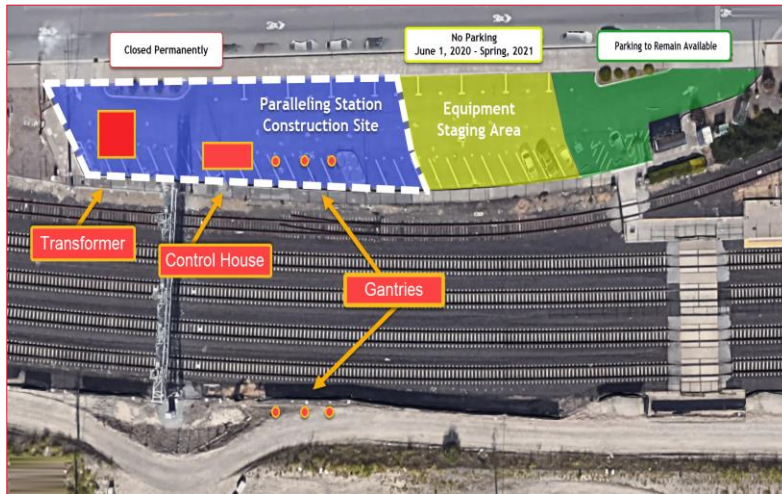 Closed Permanently
No Parking
June 1, 2020 - Spring, 2021
Parking to Remain Available
Paralleling Station
Construction Site
Equipment
Staging Area
Transformer
Control House
Gantries